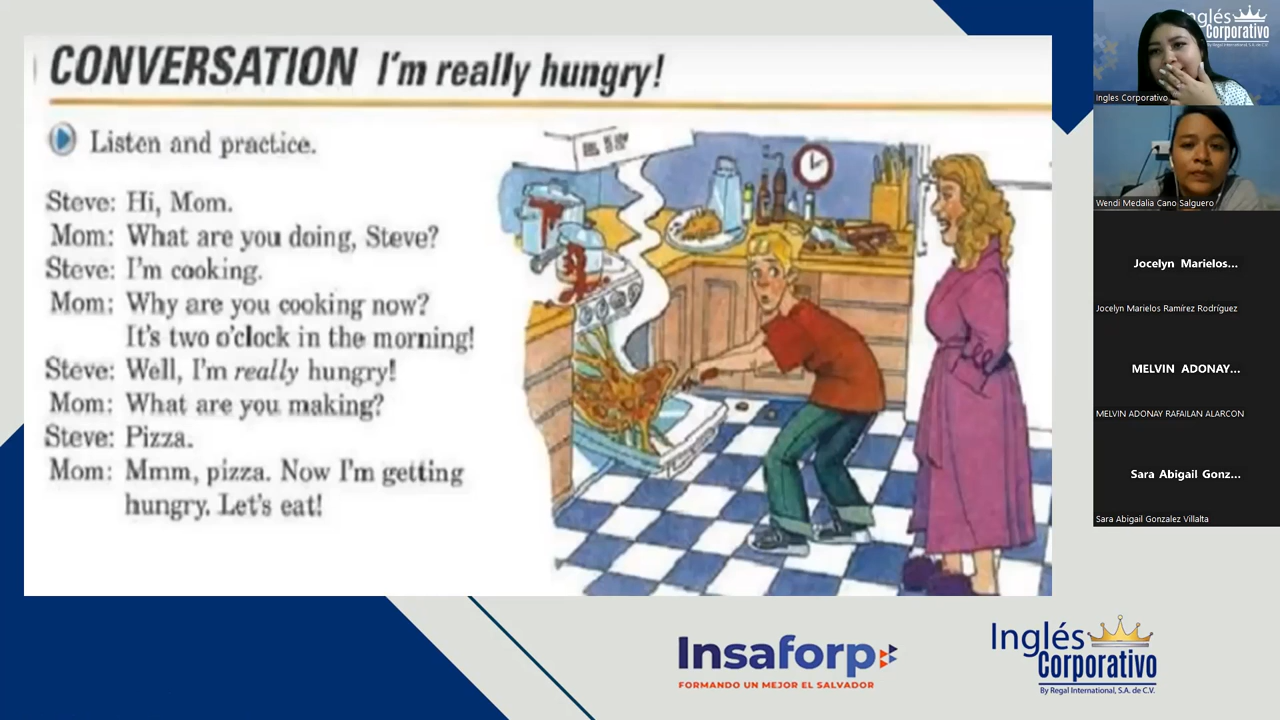 CONVERSATION I'm really hungry!
Listen and practice.
Steve: Hi, Mom.
Mom: What are you doing, Steve?
Steve: I'm cooking.
Mom: Why are you cooking now?
It's two o'clock in the morning!
Steve: Well, I'm really hungry!
Mom: What are you making?
Steve: Pizza.
Mom: Mmm, pizza. Now I'm getting
hungry. Let's eat!
Insaforp
FORMANDO UN MEJOR EL SALVADOR
Inglés
Corporativo
By Regal International, S.A. de C.V.
Inglés
Corporativo
By Regal International, S.A. de C.V.
Ingles Corporativo
Wendi Medalia Cano Salguero
Jocelyn Marielos...
Jocelyn Marielos Ramírez Rodríguez
MELVIN ADONAY...
MELVIN ADONAY RAFAILAN ALARCON
Sara Abigail Gonz...
Sara Abigail Gonzalez Villalta